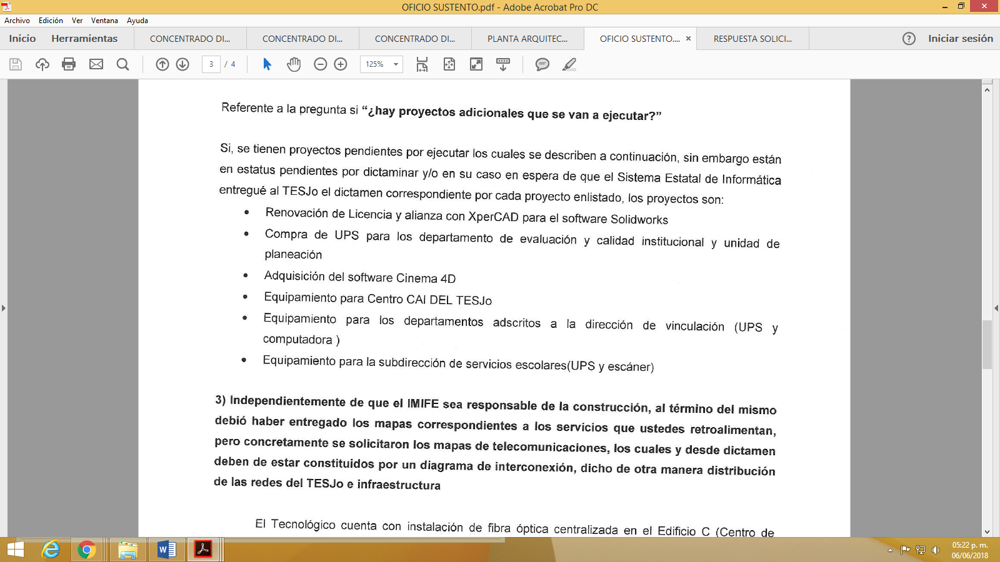 OFICIO SUSTENTO.pdf - Adobe Acrobat Pro DC
Archivo Edición Ver Ventana Ayuda
Inicio Herramientas CONCENTRADO DI... CONCENTRADO DI... CONCENTRADO DI... PLANTA ARQUITEC... OFICIO SUSTENTO.... × RESPUESTA SOLICI... ? Iniciar sesión
3 / 4 125%
Referente a la pregunta si “¿hay proyectos adicionales que se van a ejecutar?”
Si, se tienen proyectos pendientes por ejecutar los cuales se describen a continuación, sin embargo están
en estatus pendientes por dictaminar y/o en su caso en espera de que el Sistema Estatal de Informática
entregué al TESJo el dictamen correspondiente por cada proyecto enlistado, los proyectos son:
• Renovación de Licencia y alianza con XperCAD para el software Solidworks
• Compra de UPS para los departamento de evaluación y calidad institucional y unidad de
planeación
• Adquisición del software Cinema 4D
• Equipamiento para Centro CAI DEL TESJo
• Equipamiento para los departamentos adscritos a la dirección de vinculación (UPS y
computadora )
• Equipamiento para la subdirección de servicios escolares(UPS y escáner)
3) Independientemente de que el IMIFE sea responsable de la construcción, al término del mismo
debió haber entregado los mapas correspondientes a los servicios que ustedes retroalimentan,
pero concretamente se solicitaron los mapas de telecomunicaciones, los cuales y desde dictamen
deben de estar constituidos por un diagrama de interconexión, dicho de otra manera distribución
de las redes del TESJo e infraestructura
El Tecnológico cuenta con instalación de fibra óptica centralizada en el Edificio C (Centro de
05:22 p. m.
06/06/2018